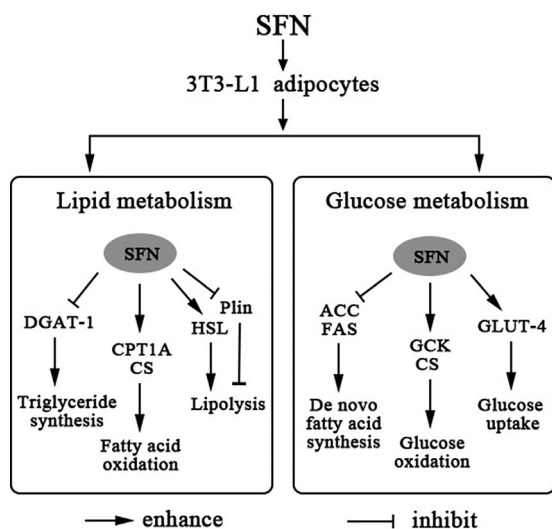 SFN
3T3-L1 adipocytes
Lipid metabolism
SFN
DGAT-1
Plin
HSL
CPT1A
CS
Triglyceride
synthesis
Lipolysis
Fatty acid
oxidation
Glucose metabolism
SFN
ACC
FAS
GCK
CS
GLUT-4
De novo
fatty acid
synthesis
Glucose
oxidation
Glucose
uptake
enhance
inhibit